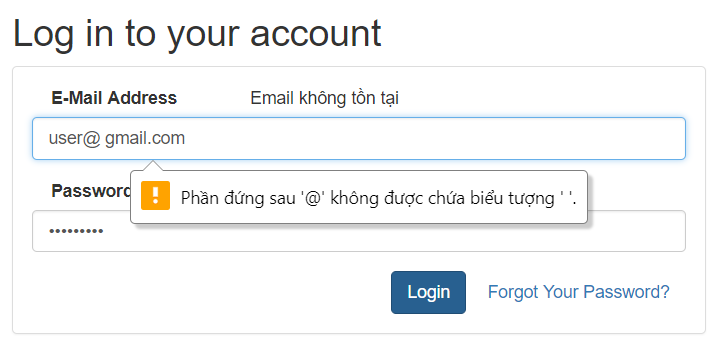 Log in to your account
E-Mail Address Email không tồn tại
user@ gmail.com
Phần đứng sau '@' không được chứa biểu tượng ' '.
Password
•••••••••
Login Forgot Your Password?